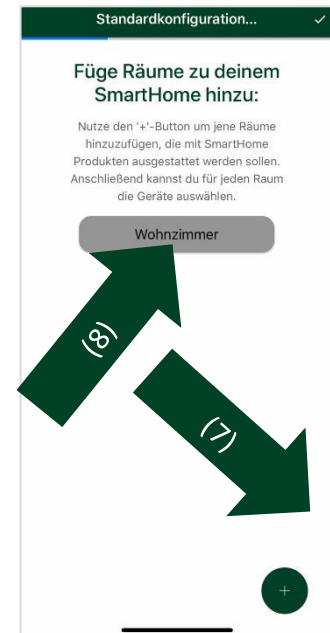 Standardkonfiguration... ✓
Füge Räume zu deinem
SmartHome hinzu:
Nutze den '+'-Button um jene Räume
hinzuzufügen, die mit SmartHome
Produkten ausgestattet werden sollen.
Anschließend kannst du für jeden Raum
die Geräte auswählen.
Wohnzimmer
(8)
(7)
+